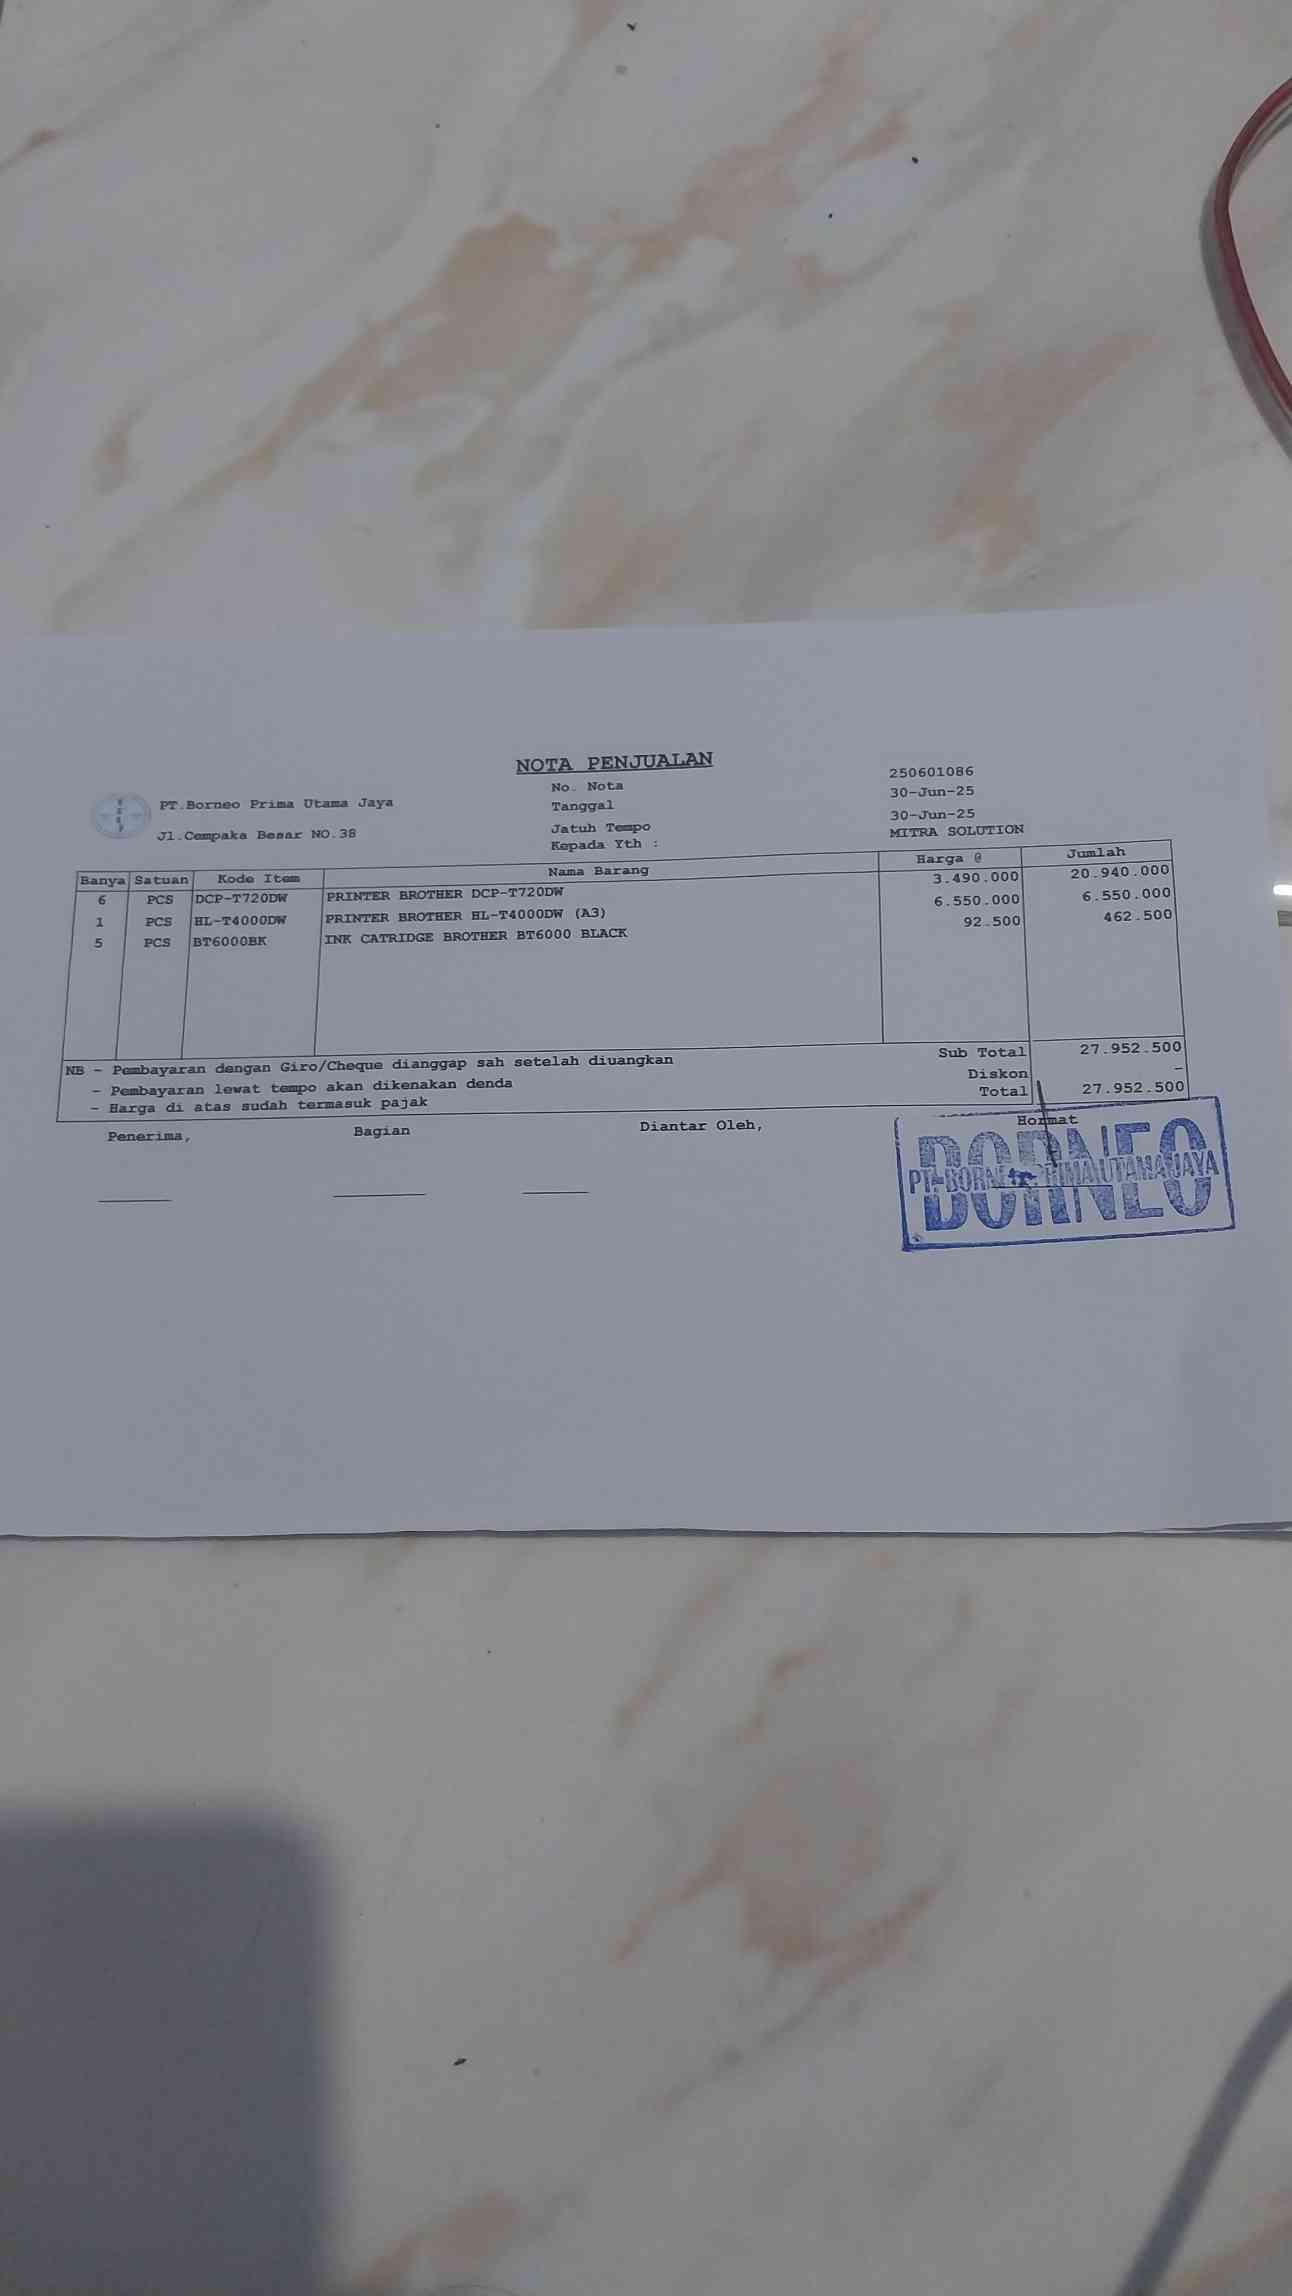 NOTA PENJUALAN
No. Nota 250601086
PT.Borneo Prima Utama Jaya Tanggal 30-Jun-25
Jl.Cempaka Besar NO.38 Jatuh Tempo 30-Jun-25
Kepada Yth : MITRA SOLUTION
Banya Satuan Kode Item Nama Barang Harga @ Jumlah
6 PCS DCP-T720DW PRINTER BROTHER DCP-T720DW 3.490.000 20.940.000
1 PCS HL-T4000DW PRINTER BROTHER HL-T4000DW (A3) 6.550.000 6.550.000
5 PCS BT6000BK INK CATRIDGE BROTHER BT6000 BLACK 92.500 462.500
NB - Pembayaran dengan Giro/Cheque dianggap sah setelah diuangkan Sub Total 27.952.500
- Pembayaran lewat tempo akan dikenakan denda Diskon -
- Harga di atas sudah termasuk pajak Total 27.952.500
Penerima, Bagian Diantar Oleh, Hormat
BORNEO
PT. BORNEO PRIMA UTAMA JAYA